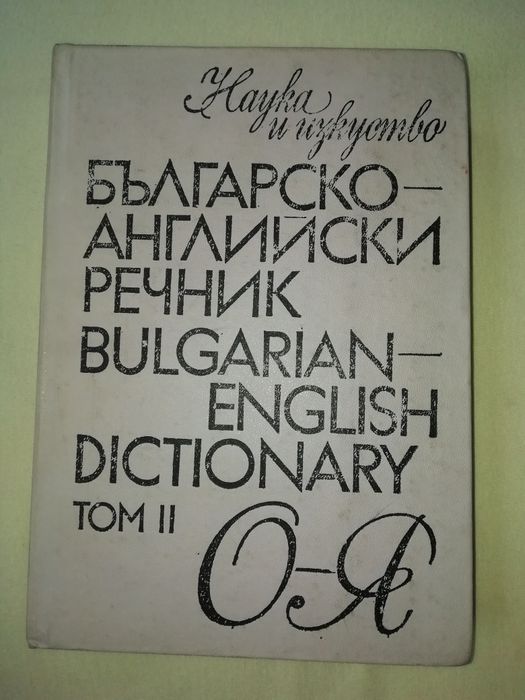 Наука
и изкуство
БЪЛГАРСКО–
АНГЛИЙСКИ
РЕЧНИК
BULGARIAN–
ENGLISH
DICTIONARY
ТОМ II
О–Я